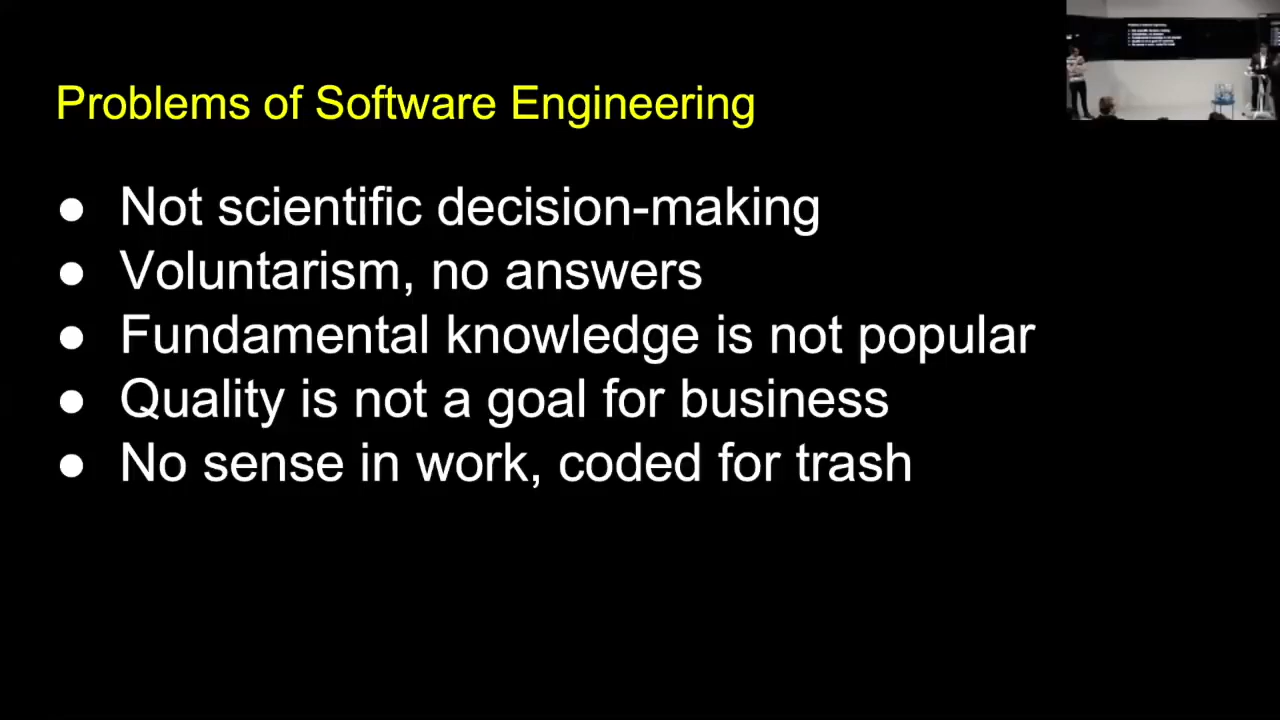 Problems of Software Engineering
● Not scientific decision-making
● Voluntarism, no answers
● Fundamental knowledge is not popular
● Quality is not a goal for business
● No sense in work, coded for trash